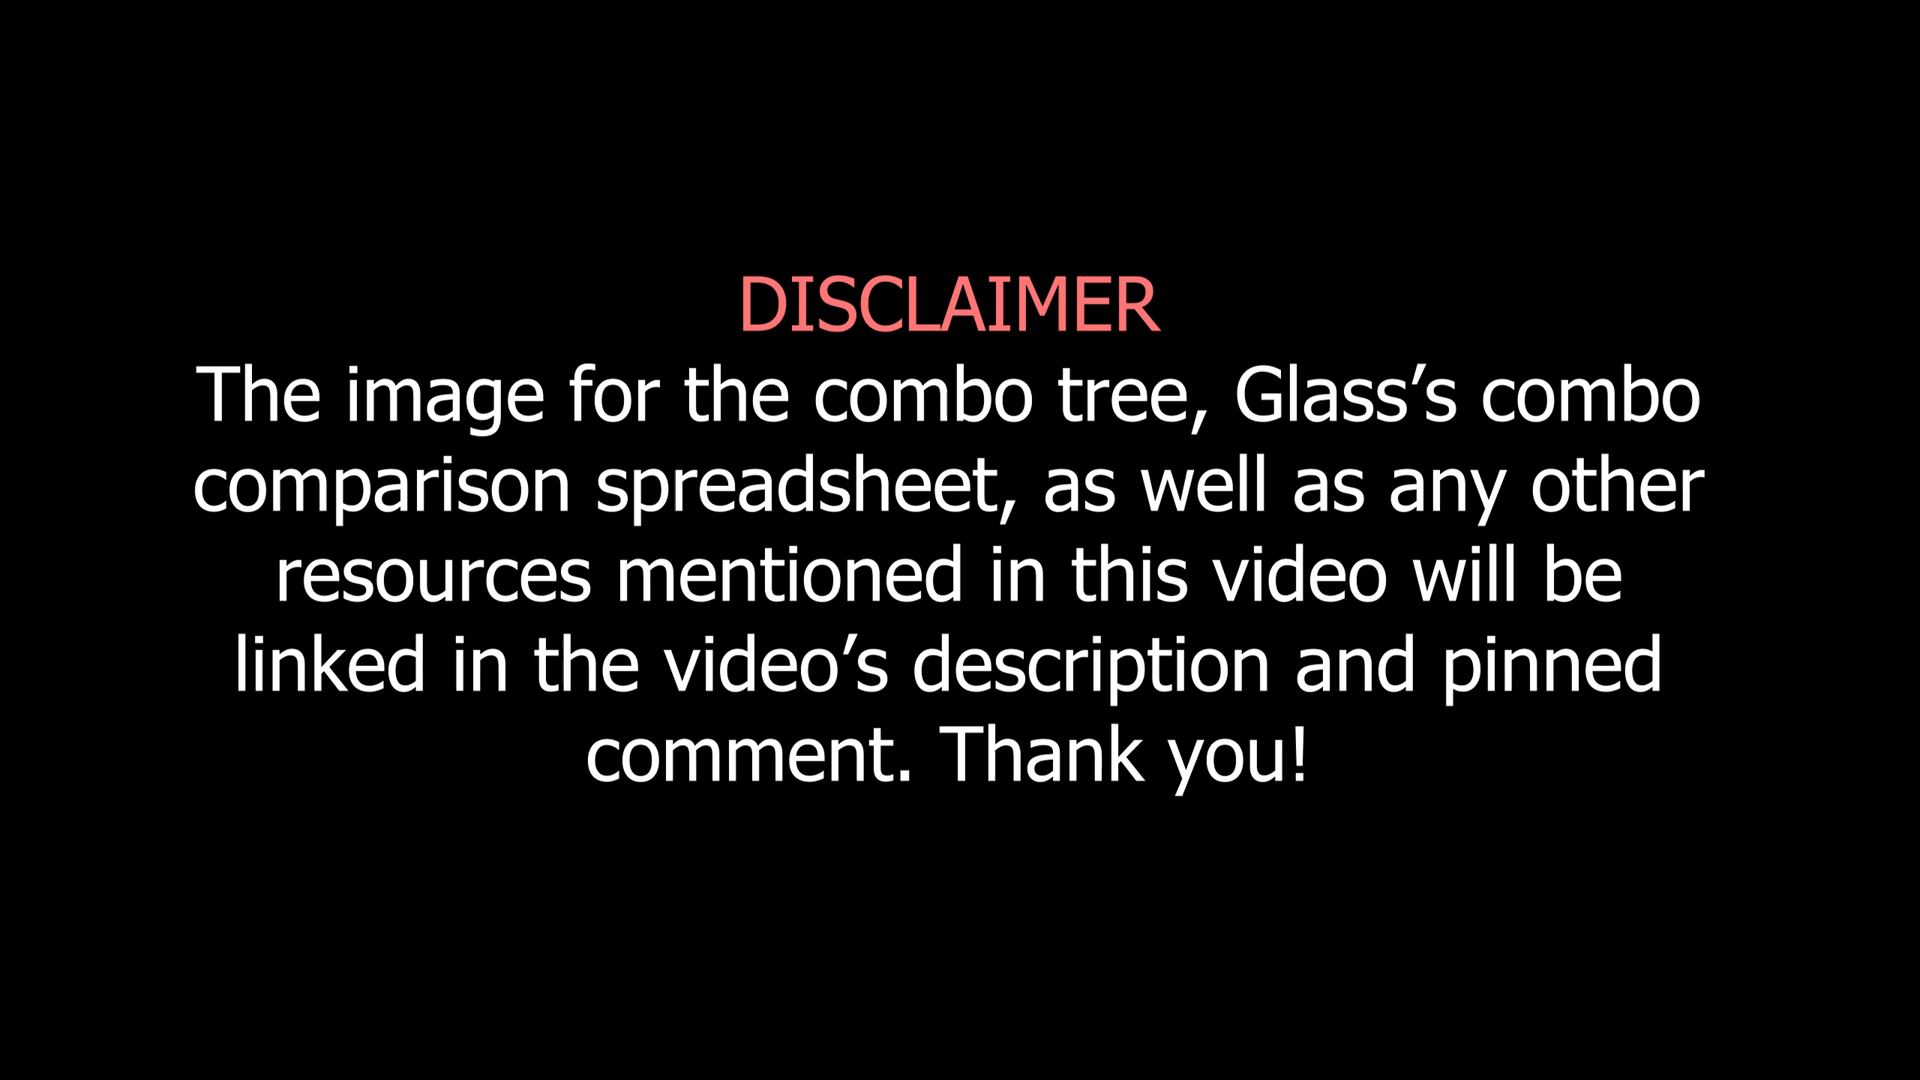 DISCLAIMER
The image for the combo tree, Glass’s combo
comparison spreadsheet, as well as any other
resources mentioned in this video will be
linked in the video’s description and pinned
comment. Thank you!